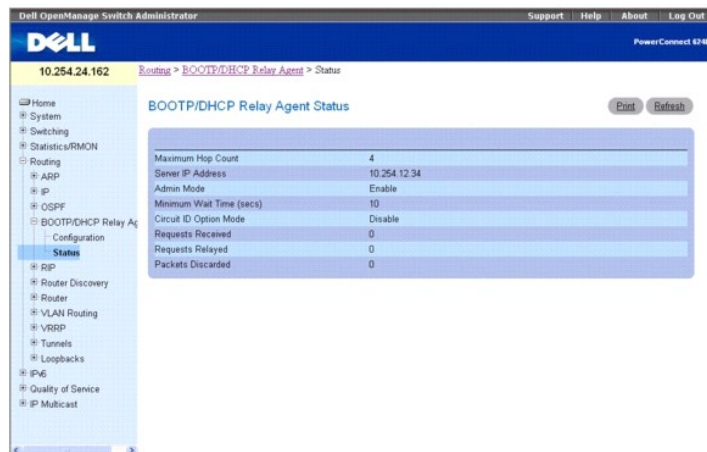 Dell OpenManage Switch Administrator
Support Help About Log Out
DELL
PowerConnect
10.254.24.162
Routing > BOOTP/DHCP Relay Agent > Status
Home
System
Switching
Statistics/RMON
Routing
ARP
IP
OSPF
BOOTP/DHCP Relay Ag
Configuration
Status
RIP
Router Discovery
Router
VLAN Routing
VRRP
Tunnels
Loopbacks
IPv6
Quality of Service
IP Multicast
BOOTP/DHCP Relay Agent Status
Print Refresh
Maximum Hop Count 4
Server IP Address 10.254.12.34
Admin Mode Enable
Minimum Wait Time (secs) 10
Circuit ID Option Mode Disable
Requests Received 0
Requests Relayed 0
Packets Discarded 0